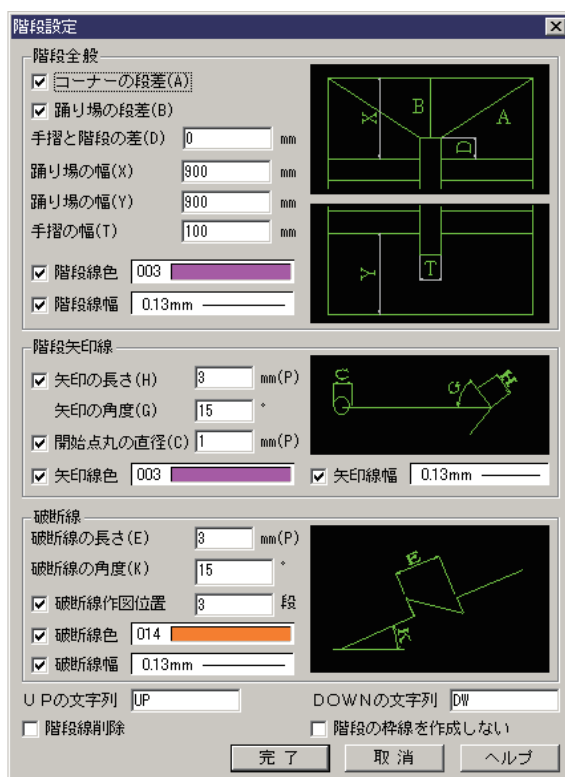 階段設定
階段全般
コーナーの段差(A)
踊り場の段差(B)
手摺と階段の差(D) 0 mm
踊り場の幅(X) 900 mm
踊り場の幅(Y) 900 mm
手摺の幅(T) 100 mm
階段線色 003
階段線幅 0.13mm
X B A D
Y T
階段矢印線
矢印の長さ(H) 3 mm(P)
矢印の角度(G) 15 °
開始点丸の直径(C) 1 mm(P)
矢印線色 003
矢印線幅 0.13mm
C G H
破断線
破断線の長さ(E) 3 mm(P)
破断線の角度(K) 15 °
破断線作図位置 3 段
破断線色 014
破断線幅 0.13mm
E K
UPの文字列 UP
DOWNの文字列 DW
階段線削除
階段の枠線を作成しない
完了 取消 ヘルプ